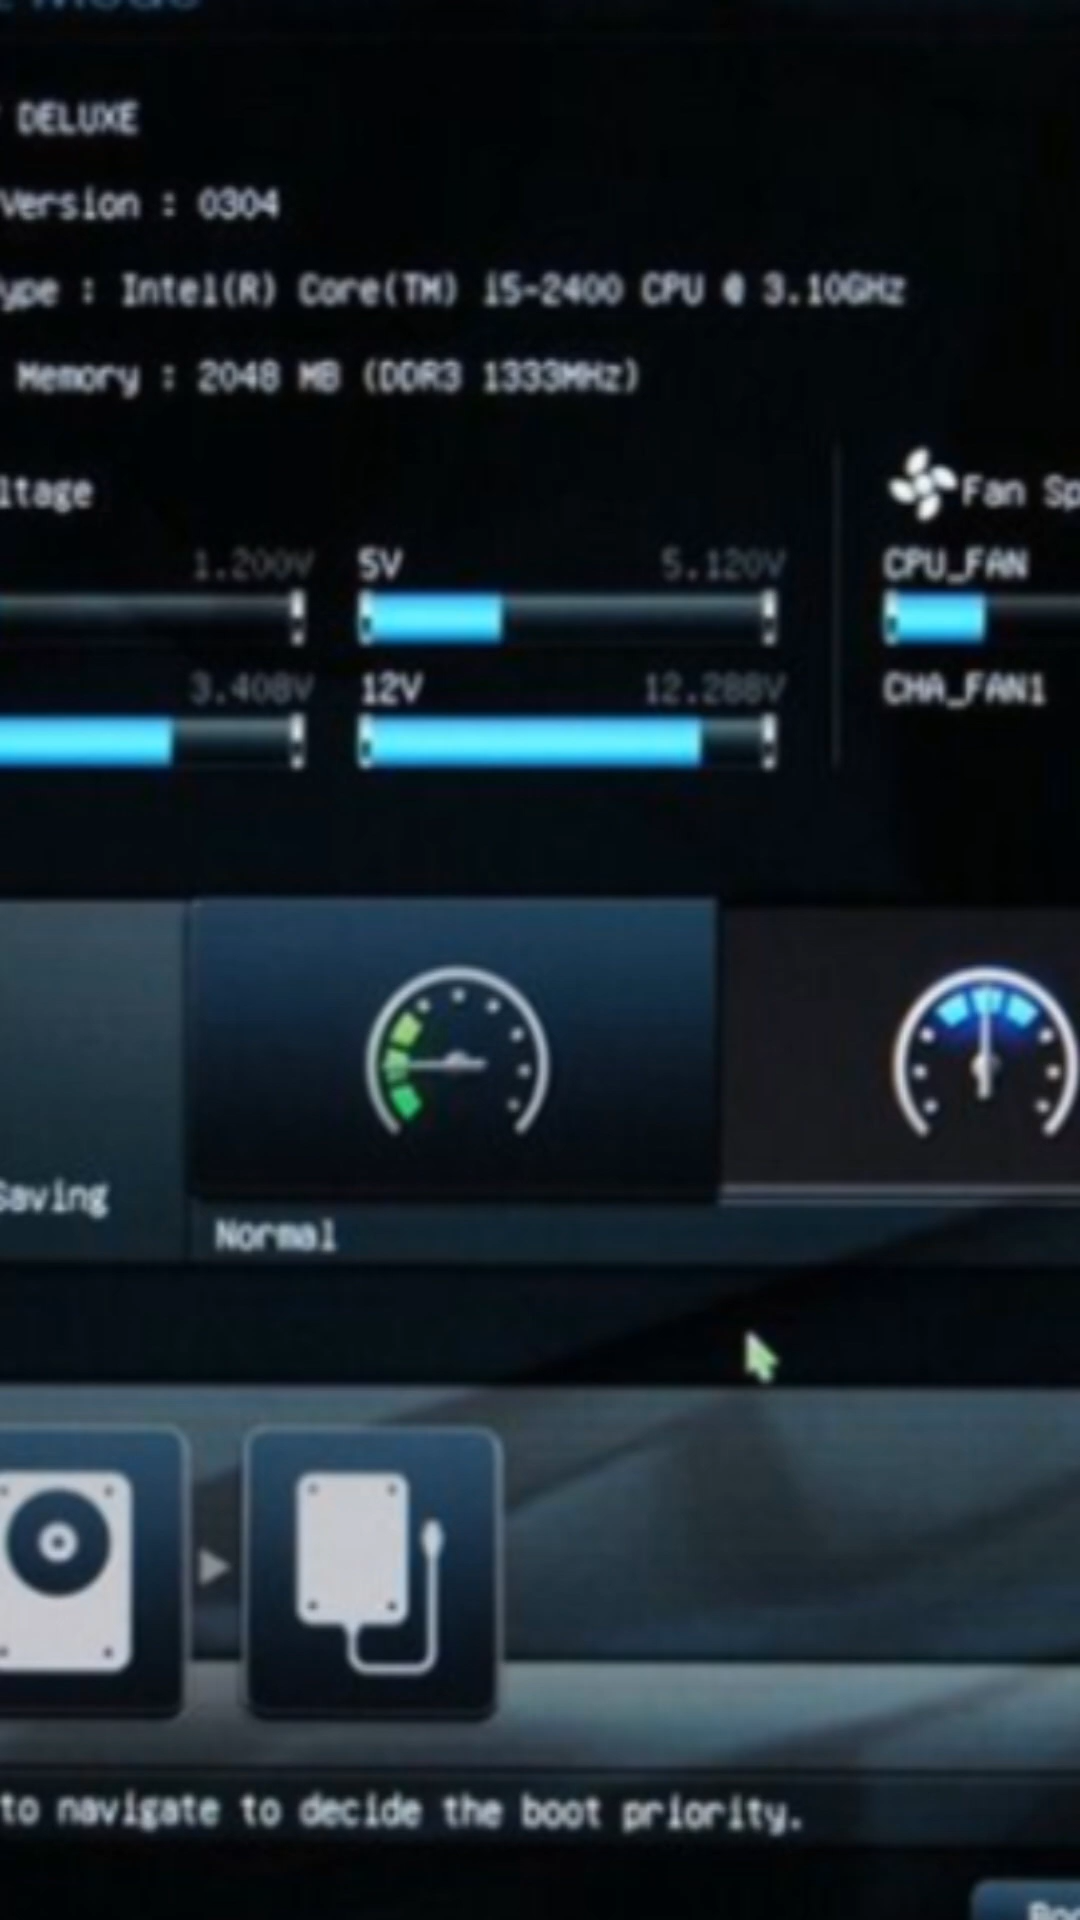 DELUXE
Version : 0304
ype : Intel(R) Core(TM) i5-2400 CPU @ 3.10GHz
Memory : 2048 MB (DDR3 1333MHz)
ltage
Fan Sp
1.200V 5V 5.120V CPU_FAN
3.408V 12V 12.288V CHA_FAN1
Saving
Normal
to navigate to decide the boot priority.
Boo